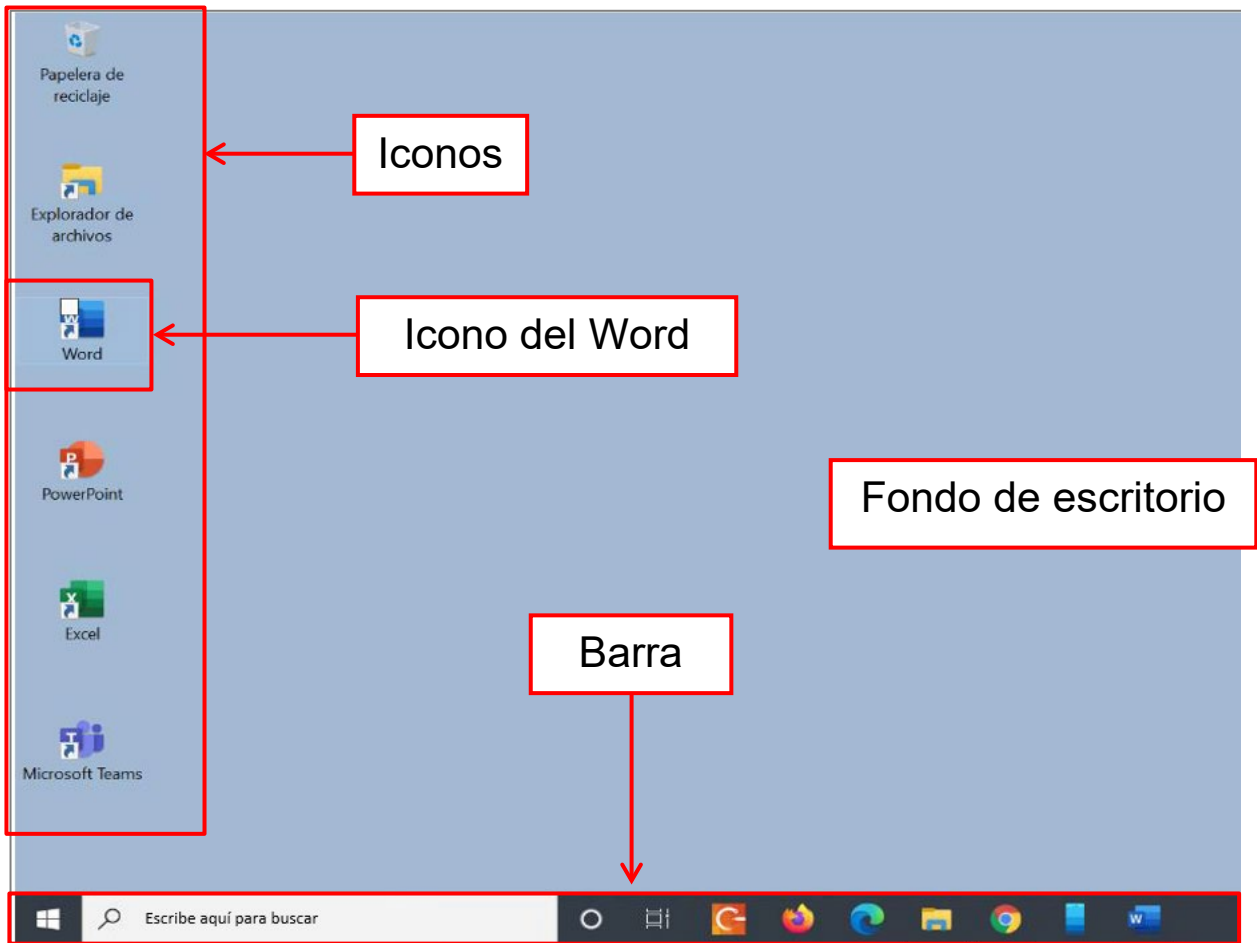 Papelera de
reciclaje
Iconos
Explorador de
archivos
Icono del Word
W
Word
P
PowerPoint
Fondo de escritorio
X
Excel
Barra
T
Microsoft Teams
Escribe aquí para buscar
C
W